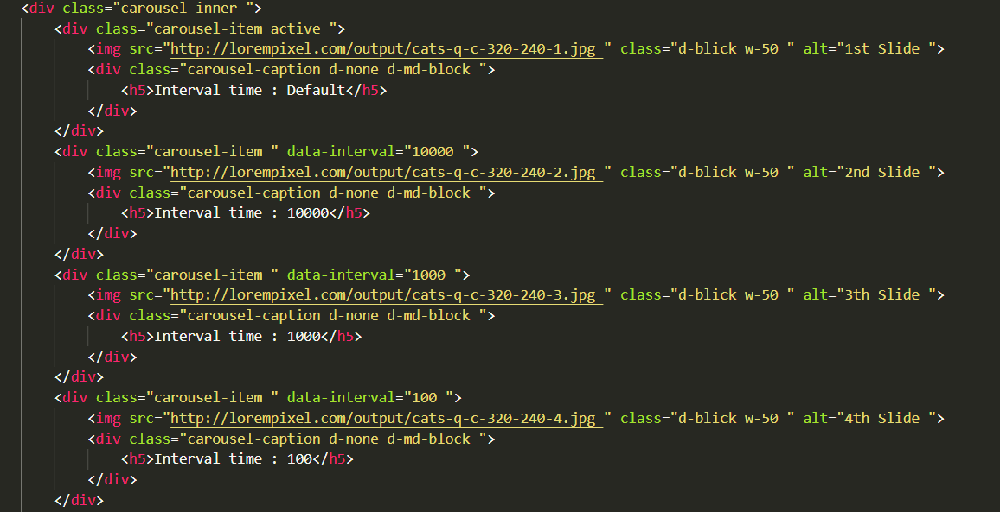 <div class="carousel-inner ">
<div class="carousel-item active ">
<img src="http://lorempixel.com/output/cats-q-c-320-240-1.jpg " class="d-blick w-50 " alt="1st Slide ">
<div class="carousel-caption d-none d-md-block ">
<h5>Interval time : Default</h5>
</div>
</div>
<div class="carousel-item " data-interval="10000 ">
<img src="http://lorempixel.com/output/cats-q-c-320-240-2.jpg " class="d-blick w-50 " alt="2nd Slide ">
<div class="carousel-caption d-none d-md-block ">
<h5>Interval time : 10000</h5>
</div>
</div>
<div class="carousel-item " data-interval="1000 ">
<img src="http://lorempixel.com/output/cats-q-c-320-240-3.jpg " class="d-blick w-50 " alt="3th Slide ">
<div class="carousel-caption d-none d-md-block ">
<h5>Interval time : 1000</h5>
</div>
</div>
<div class="carousel-item " data-interval="100 ">
<img src="http://lorempixel.com/output/cats-q-c-320-240-4.jpg " class="d-blick w-50 " alt="4th Slide ">
<div class="carousel-caption d-none d-md-block ">
<h5>Interval time : 100</h5>
</div>
</div>